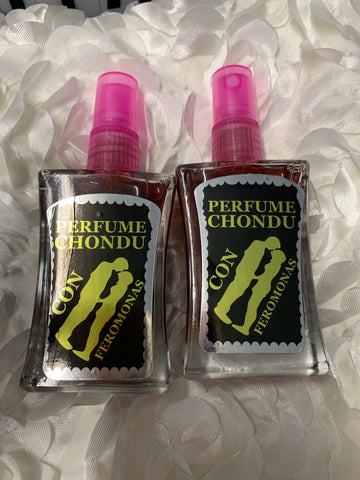 PERFUME
CHONDU
CON
FEROMONAS
PERFUME
CHONDU
CON
FEROMONAS